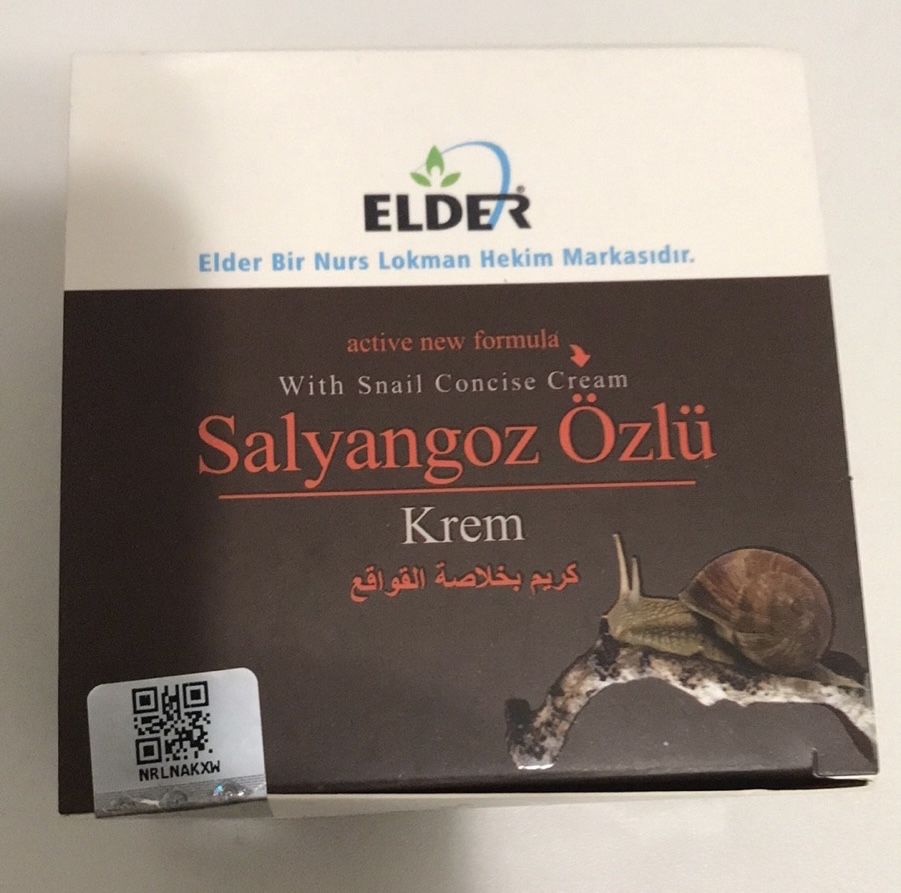 ELDER®
Elder Bir Nurs Lokman Hekim Markasıdır.
active new formula
With Snail Concise Cream
Salyangoz Özlü
Krem
كريم بخلاصة القواقع
NRLNAKXW